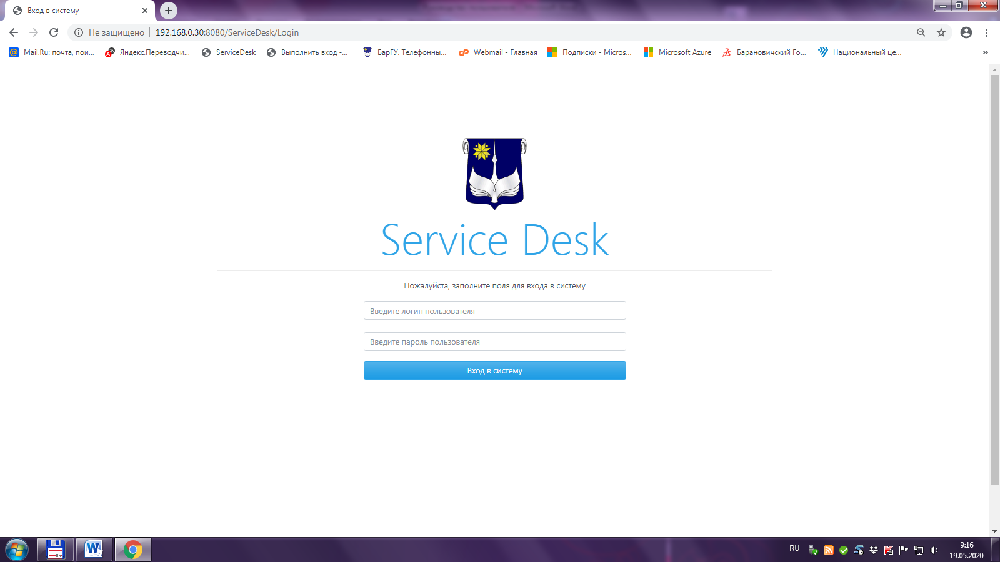 Вход в систему
Не защищено
192.168.0.30:8080/ServiceDesk/Login
Mail.Ru: почта, пои...
Яндекс.Переводчи...
ServiceDesk
Выполнить вход -...
БарГУ. Телефонны...
Webmail - Главная
Подписки - Micros...
Microsoft Azure
Барановичский Го...
Национальный це...
Service Desk
Пожалуйста, заполните поля для входа в систему
Введите логин пользователя
Введите пароль пользователя
Вход в систему
RU
9:16
19.05.2020